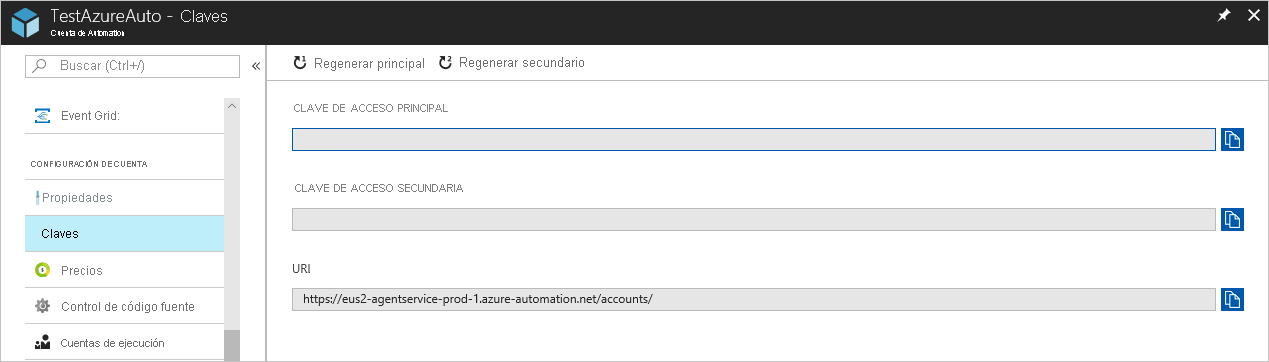 TestAzureAuto - Claves
Cuenta de Automation
Buscar (Ctrl+/)
«
Regenerar principal
Regenerar secundario
Event Grid:
CONFIGURACIÓN DE CUENTA
Propiedades
Claves
Precios
Control de código fuente
Cuentas de ejecución
CLAVE DE ACCESO PRINCIPAL
CLAVE DE ACCESO SECUNDARIA
URI
https://eus2-agentservice-prod-1.azure-automation.net/accounts/